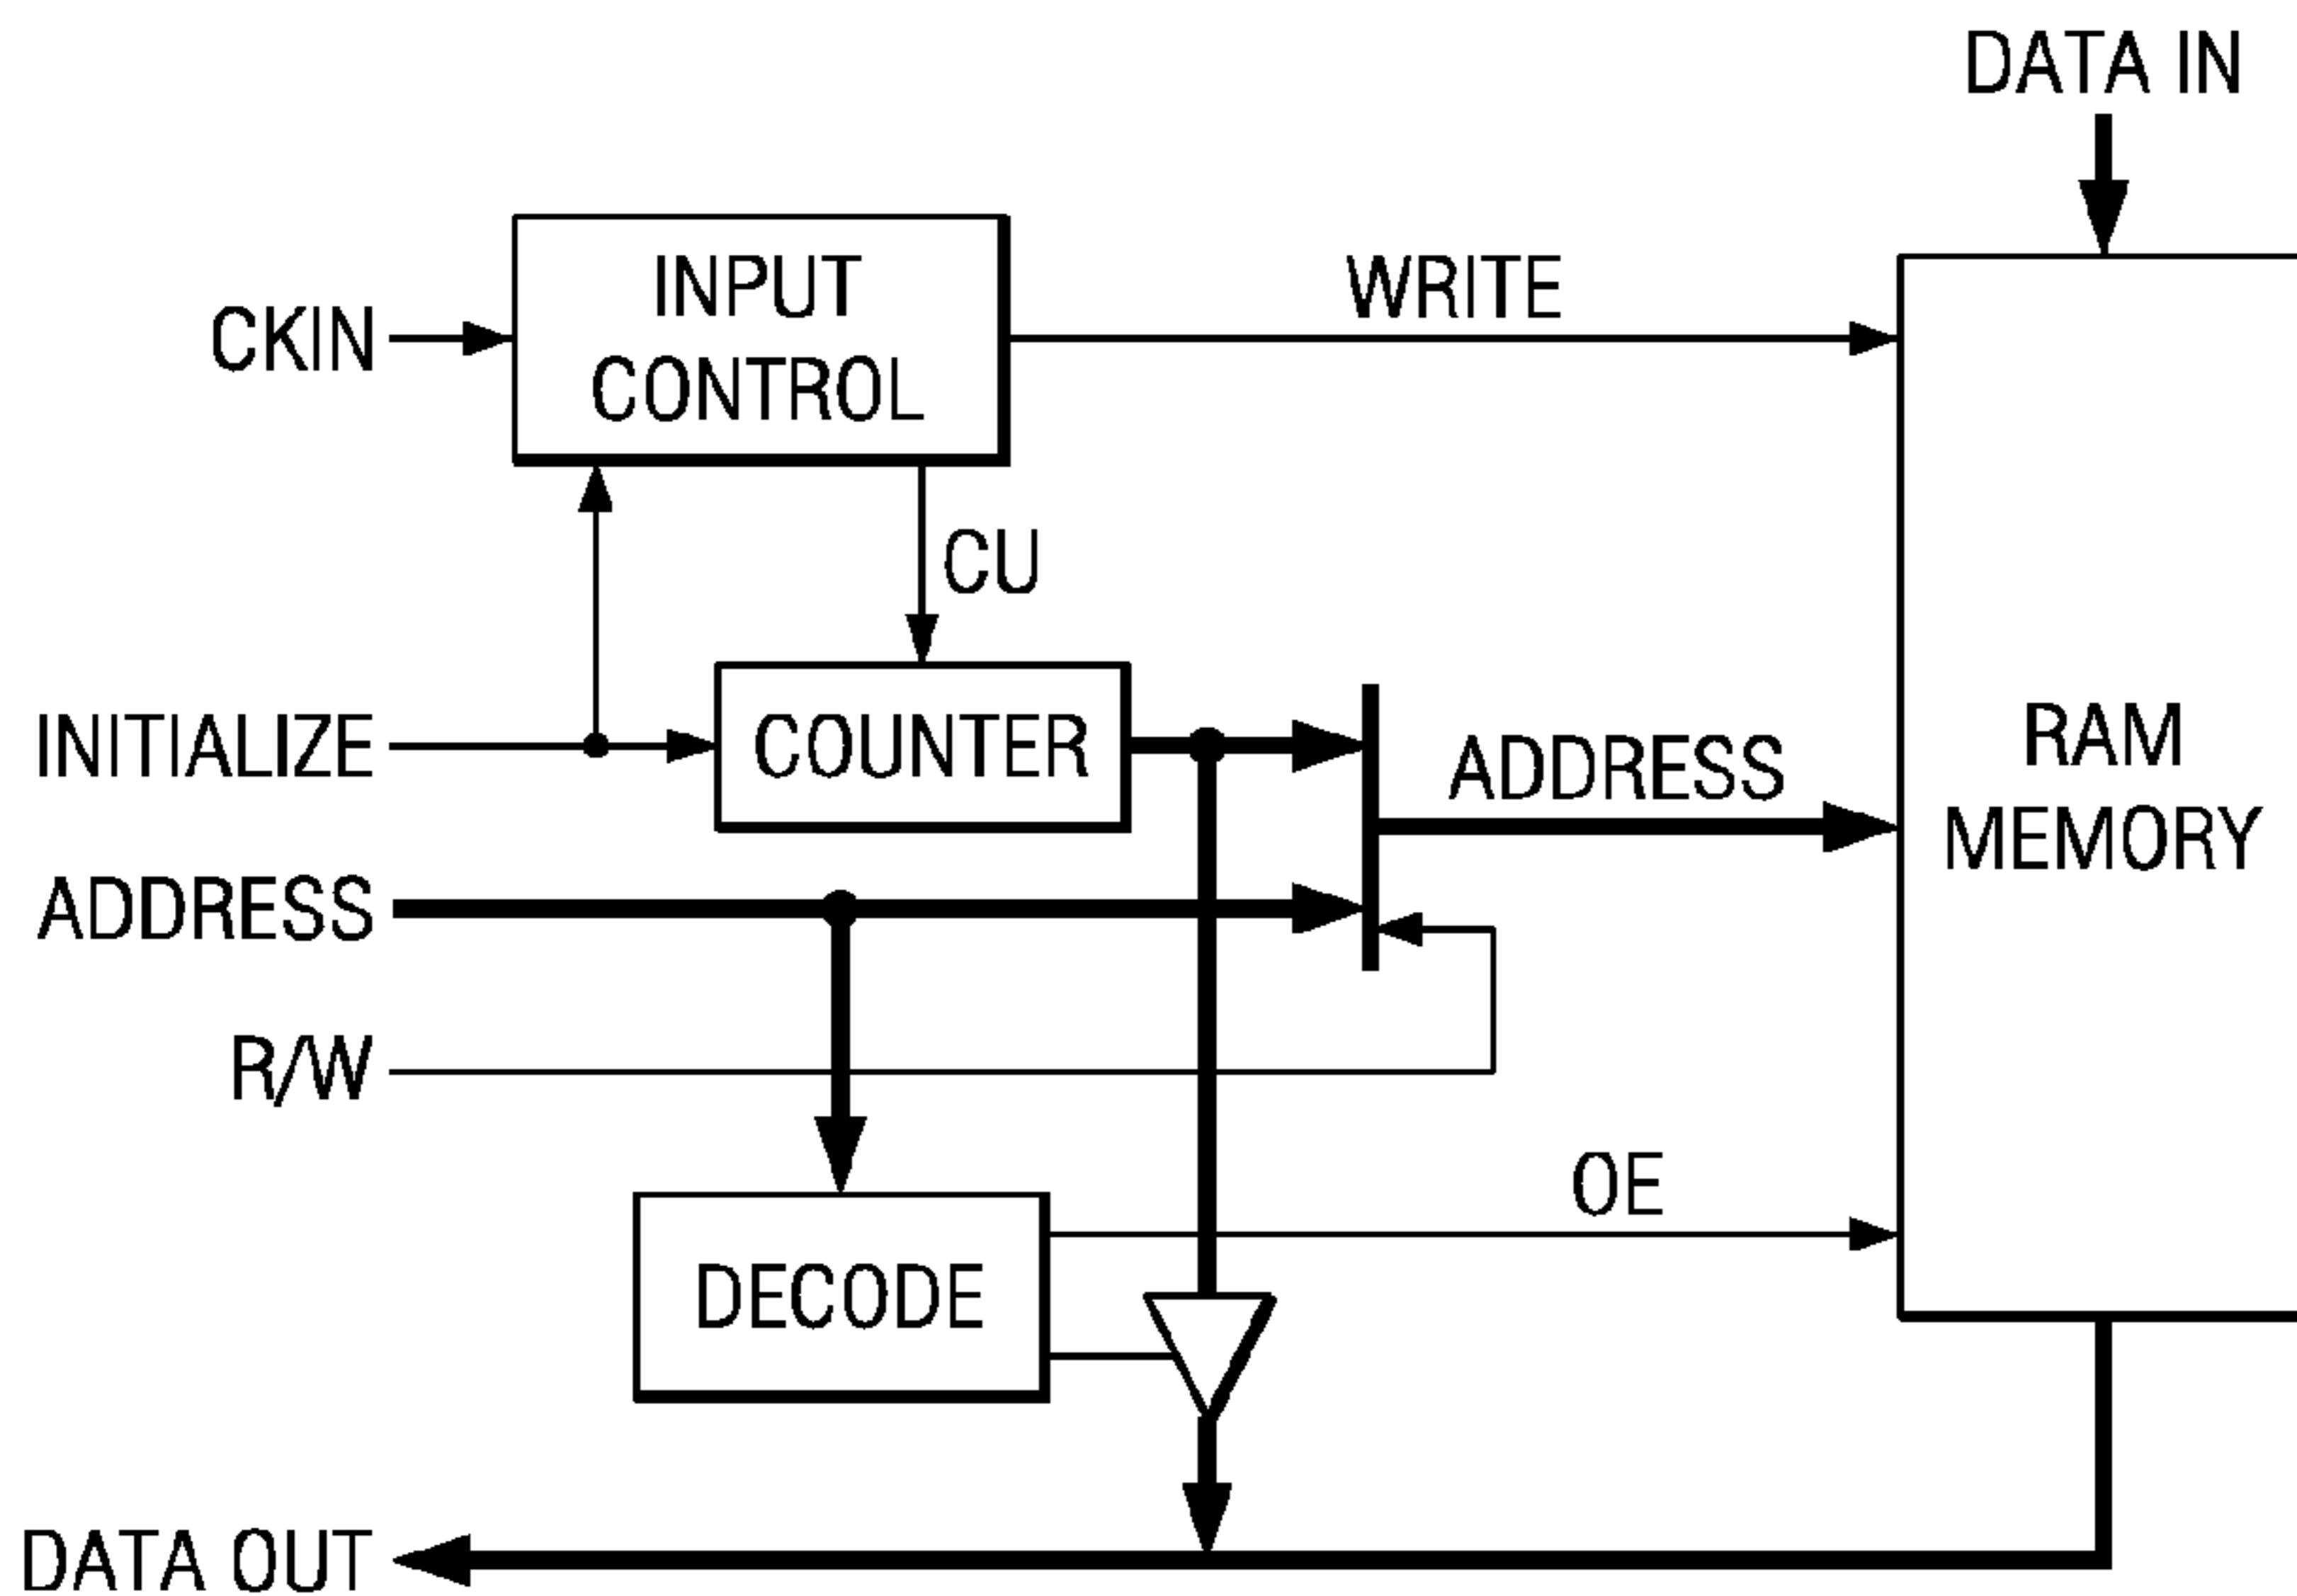 DATA IN
INPUT
CONTROL
WRITE
CKIN
CU
INITIALIZE
COUNTER
ADDRESS
RAM
MEMORY
ADDRESS
R/W
OE
DECODE
DATA OUT